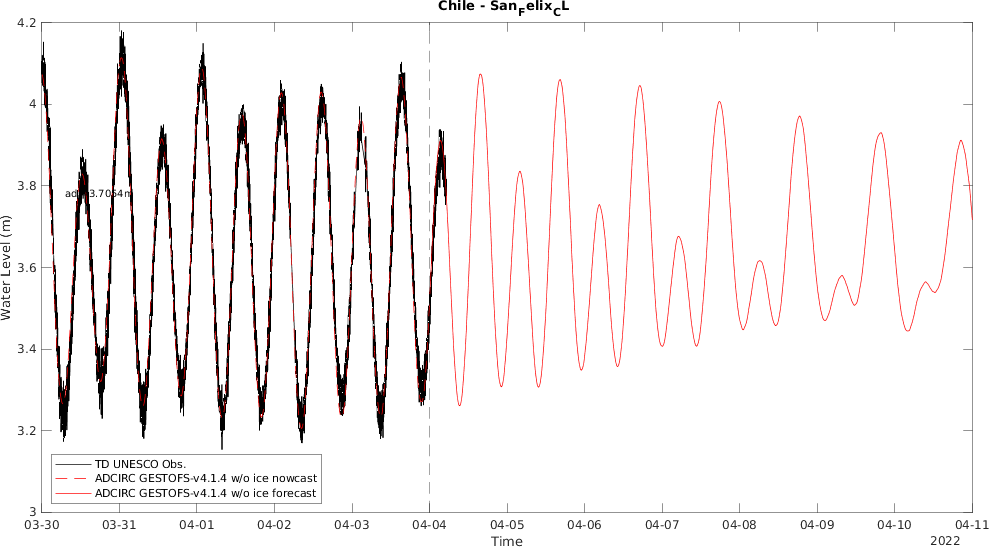 Chile - SanFelixCL
4.2
4
3.8
3.6
3.4
3.2
3
Water Level (m)
TD UNESCO Obs.
ADCIRC GESTOFS-v4.1.4 w/o ice nowcast
ADCIRC GESTOFS-v4.1.4 w/o ice forecast
03-30 03-31 04-01 04-02 04-03 04-04 04-05 04-06 04-07 04-08 04-09 04-10 04-11
Time
2022